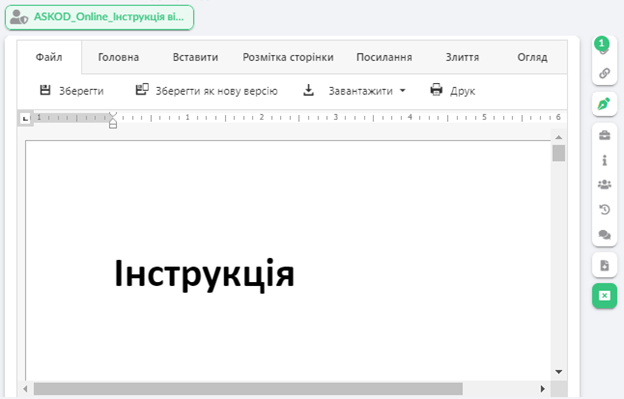 ASKOD_Online_Інструкція ві...
1
Файл Головна Вставити Розмітка сторінки Посилання Злиття Огляд
Зберегти Зберегти як нову версію Завантажити Друк
1 1 2 3 4 5 6
Інструкція